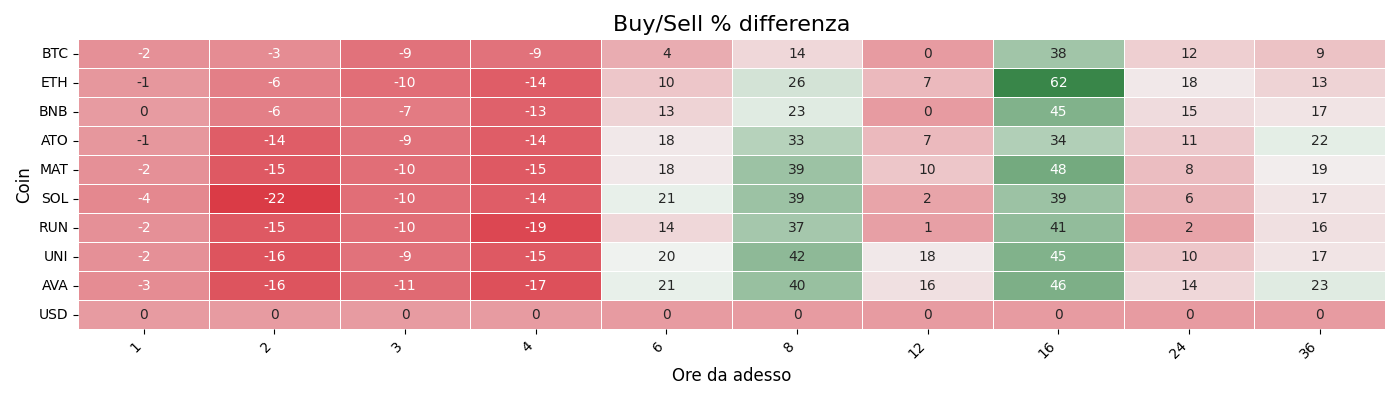 Buy/Sell % differenza
Coin
BTC -2 -3 -9 -9 4 14 0 38 12 9
ETH -1 -6 -10 -14 10 26 7 62 18 13
BNB 0 -6 -7 -13 13 23 0 45 15 17
ATO -1 -14 -9 -14 18 33 7 34 11 22
MAT -2 -15 -10 -15 18 39 10 48 8 19
SOL -4 -22 -10 -14 21 39 2 39 6 17
RUN -2 -15 -10 -19 14 37 1 41 2 16
UNI -2 -16 -9 -15 20 42 18 45 10 17
AVA -3 -16 -11 -17 21 40 16 46 14 23
USD 0 0 0 0 0 0 0 0 0 0
1 2 3 4 6 8 12 16 24 36
Ore da adesso